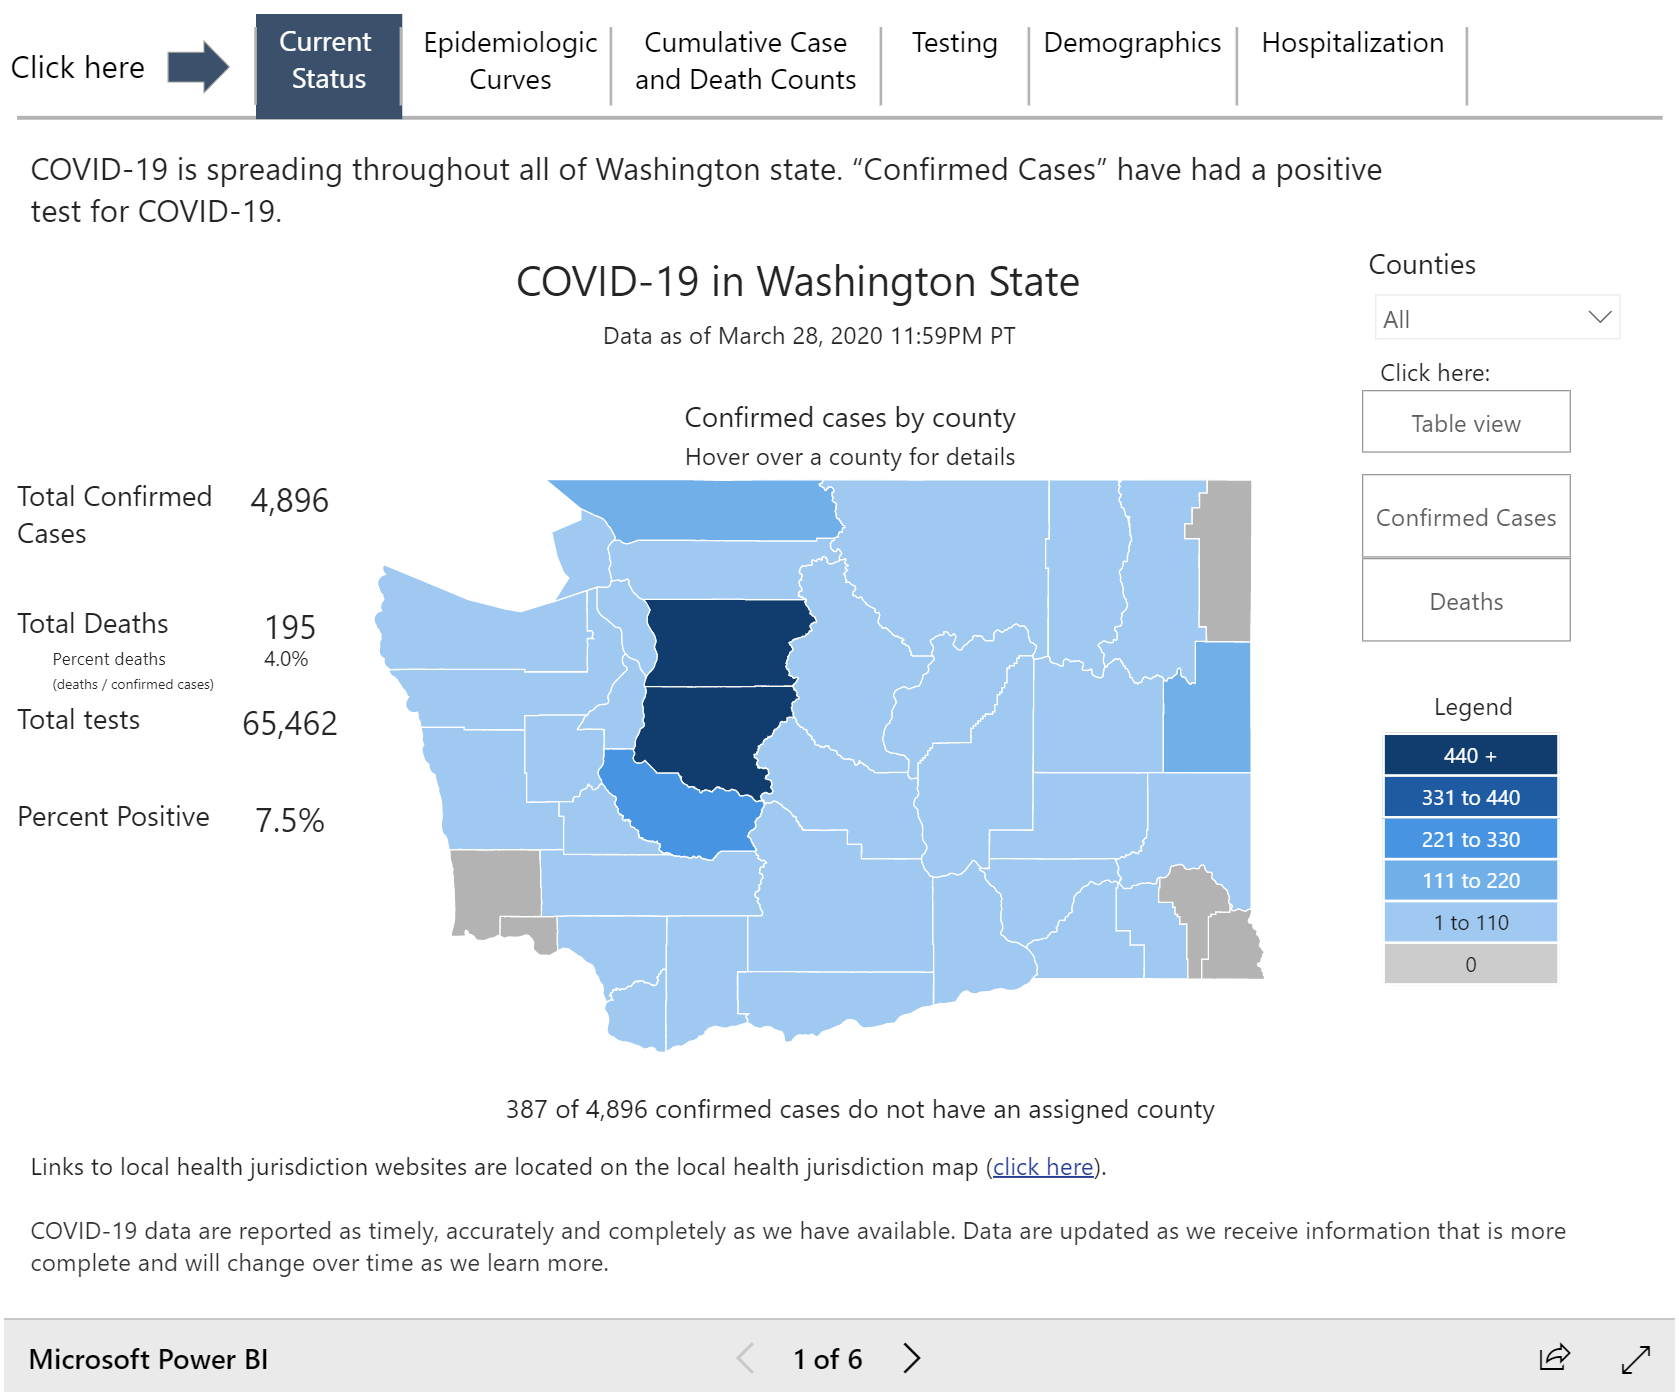 Click here
Current
Status
Epidemiologic
Curves
Cumulative Case
and Death Counts
Testing
Demographics
Hospitalization
COVID-19 is spreading throughout all of Washington state. “Confirmed Cases” have had a positive
test for COVID-19.
COVID-19 in Washington State
Data as of March 28, 2020 11:59PM PT
Counties
All
Click here:
Table view
Confirmed Cases
Deaths
Confirmed cases by county
Hover over a county for details
Total Confirmed
Cases
4,896
Total Deaths
195
Percent deaths
4.0%
(deaths / confirmed cases)
Total tests
65,462
Percent Positive
7.5%
Legend
440 +
331 to 440
221 to 330
111 to 220
1 to 110
0
387 of 4,896 confirmed cases do not have an assigned county
Links to local health jurisdiction websites are located on the local health jurisdiction map (click here).
COVID-19 data are reported as timely, accurately and completely as we have available. Data are updated as we receive information that is more
complete and will change over time as we learn more.
Microsoft Power BI
1 of 6